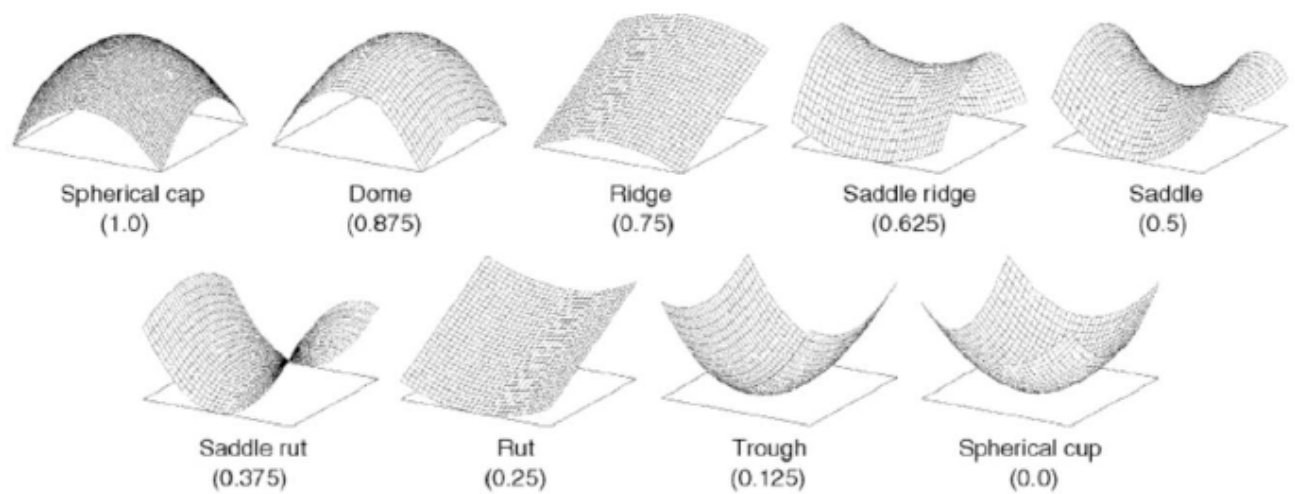 Spherical cap
(1.0)
Dome
(0.875)
Ridge
(0.75)
Saddle ridge
(0.625)
Saddle
(0.5)
Saddle rut
(0.375)
Rut
(0.25)
Trough
(0.125)
Spherical cup
(0.0)